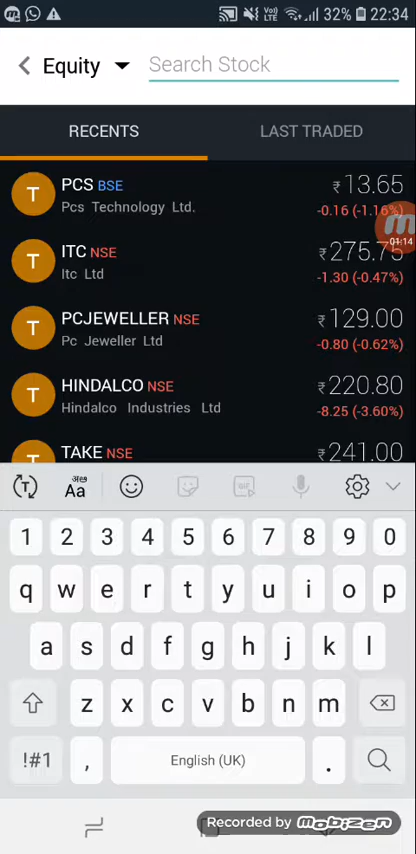 32% 22:34
Equity Search Stock
RECENTS LAST TRADED
T PCS BSE ₹ 13.65
Pcs Technology Ltd. -0.16 (-1.16%)
01:14
T ITC NSE ₹ 275.75
Itc Ltd -1.30 (-0.47%)
T PCJEWELLER NSE ₹ 129.00
Pc Jeweller Ltd -0.80 (-0.62%)
T HINDALCO NSE ₹ 220.80
Hindalco Industries Ltd -8.25 (-3.60%)
T TAKE NSE ₹ 241.00
T Aa GIF
1 2 3 4 5 6 7 8 9 0
q w e r t y u i o p
a s d f g h j k l
z x c v b n m
!#1 , English (UK) .
Recorded by mobizen